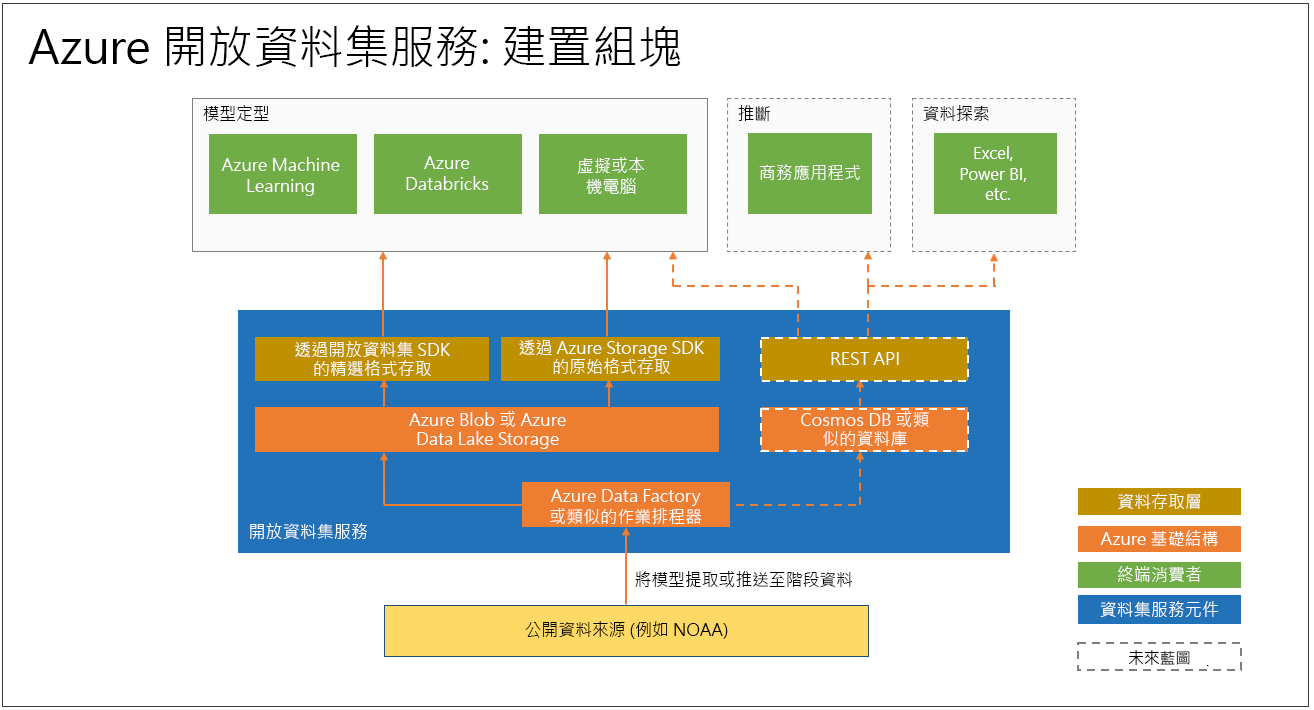 Azure 開放資料集服務: 建置組塊
模型定型
推斷
資料探索
Azure Machine
Learning
Azure
Databricks
虛擬或本
機電腦
商務應用程式
Excel,
Power BI,
etc.
透過開放資料集 SDK
的精選格式存取
透過 Azure Storage SDK
的原始格式存取
REST API
Azure Blob 或 Azure
Data Lake Storage
Cosmos DB 或類
似的資料庫
Azure Data Factory
或類似的作業排程器
開放資料集服務
將模型提取或推送至階段資料
公開資料來源 (例如 NOAA)
資料存取層
Azure 基礎結構
終端消費者
資料集服務元件
未來藍圖 .